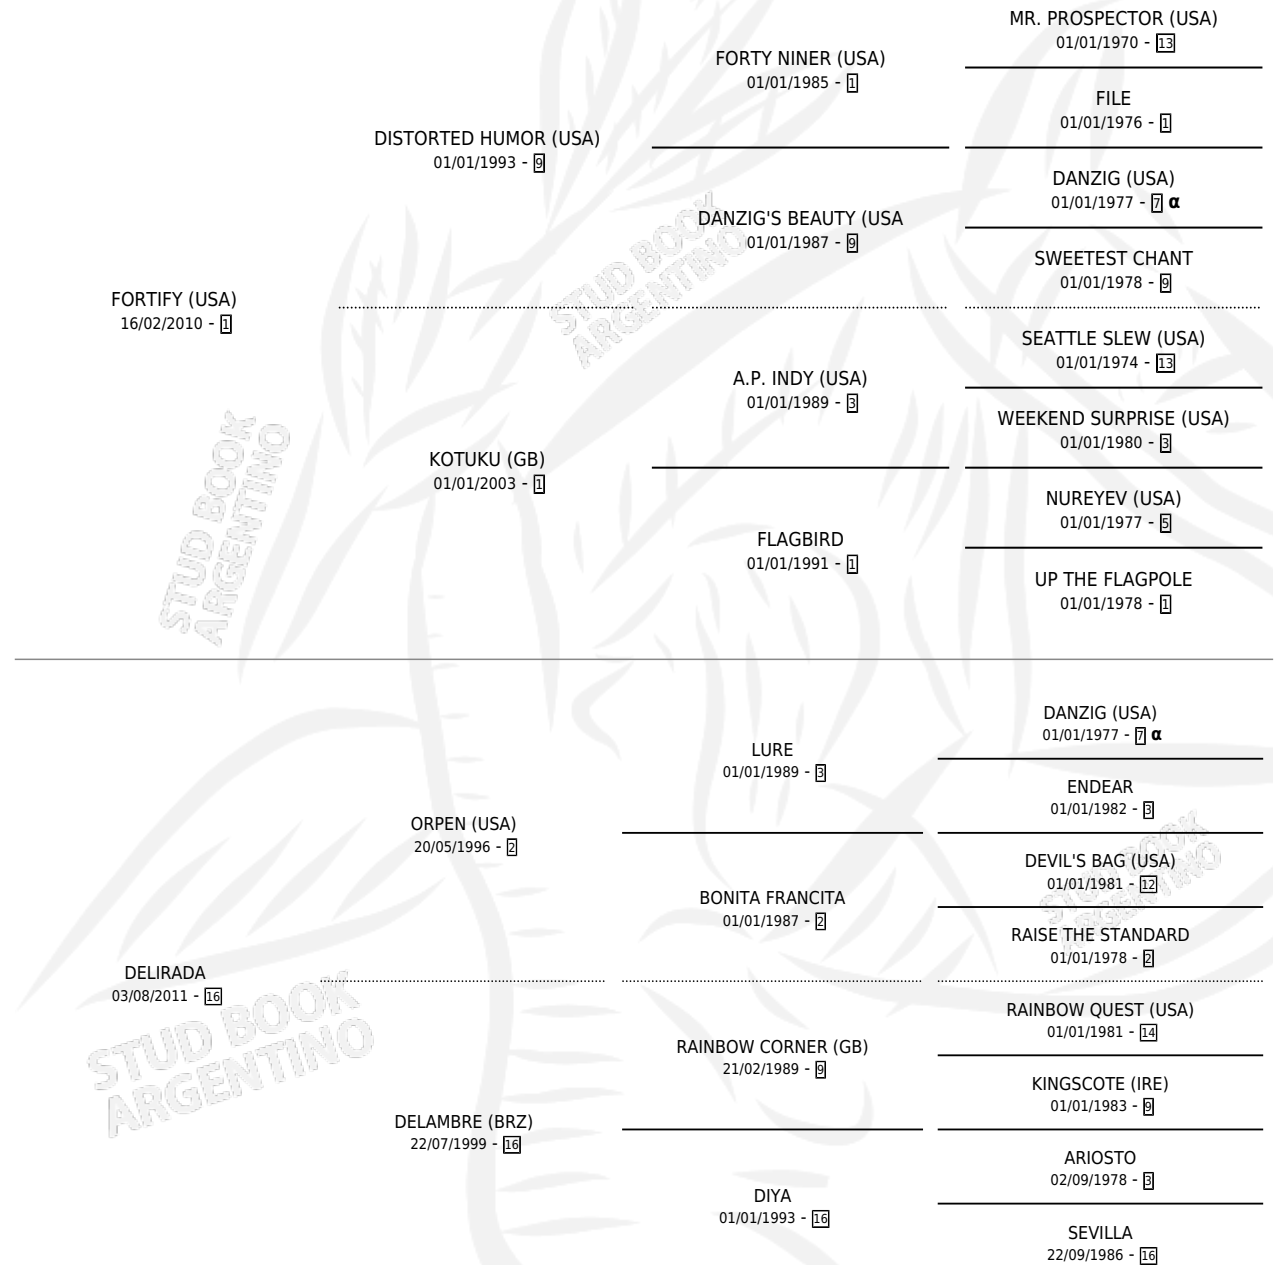 MR. PROSPECTOR (USA)
01/01/1970 - 13
FORTY NINER (USA)
01/01/1985 - 1
FILE
01/01/1976 - 1
DISTORTED HUMOR (USA)
01/01/1993 - 9
DANZIG (USA)
01/01/1977 - 7 α
DANZIG'S BEAUTY (USA
01/01/1987 - 9
SWEETEST CHANT
01/01/1978 - 9
FORTIFY (USA)
16/02/2010 - 1
SEATTLE SLEW (USA)
01/01/1974 - 13
A.P. INDY (USA)
01/01/1989 - 3
WEEKEND SURPRISE (USA)
01/01/1980 - 3
KOTUKU (GB)
01/01/2003 - 1
NUREYEV (USA)
01/01/1977 - 5
FLAGBIRD
01/01/1991 - 1
UP THE FLAGPOLE
01/01/1978 - 1
DANZIG (USA)
01/01/1977 - 7 α
LURE
01/01/1989 - 3
ENDEAR
01/01/1982 - 3
ORPEN (USA)
20/05/1996 - 2
DEVIL'S BAG (USA)
01/01/1981 - 12
BONITA FRANCITA
01/01/1987 - 2
RAISE THE STANDARD
01/01/1978 - 2
DELIRADA
03/08/2011 - 16
RAINBOW QUEST (USA)
01/01/1981 - 14
RAINBOW CORNER (GB)
21/02/1989 - 9
KINGSCOTE (IRE)
01/01/1983 - 9
DELAMBRE (BRZ)
22/07/1999 - 16
ARIOSTO
02/09/1978 - 3
DIYA
01/01/1993 - 16
SEVILLA
22/09/1986 - 16
STUD BOOK
ARGENTINO
STUD BOOK
ARGENTINO
STUD BOOK
ARGENTINO
STUD BOOK
ARGENTINO